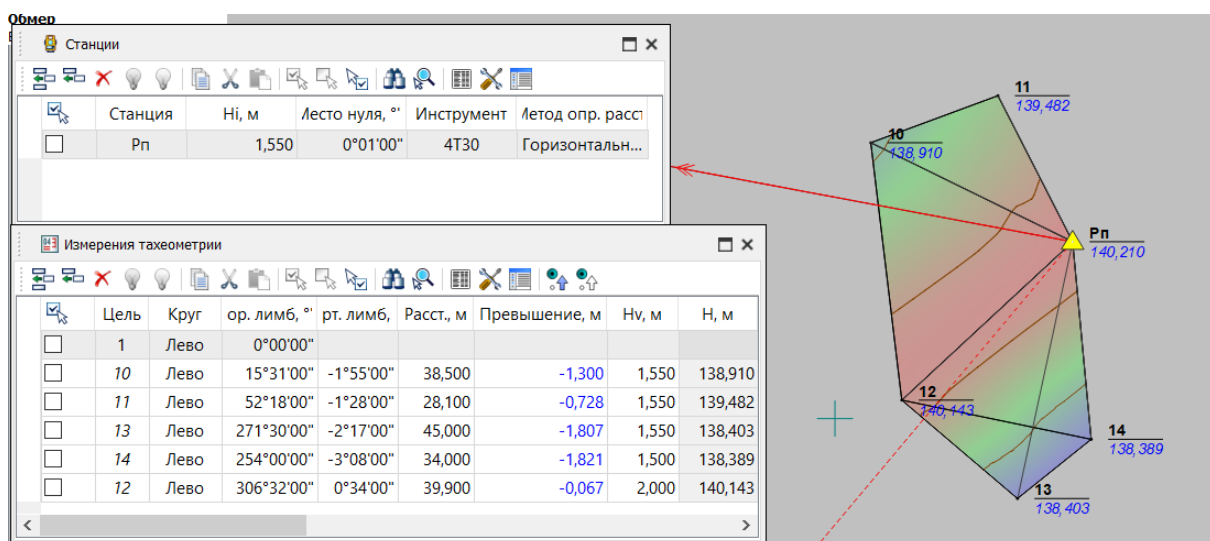 Обмер
Станции
Станция Hi, м Место нуля, °' Инструмент Метод опр. расст
Рп 1,550 0°01'00" 4Т30 Горизонтальн...
Измерения тахеометрии
Цель Круг ор. лимб, °' рт. лимб, Расст., м Превышение, м Hv, м H, м
1 Лево 0°00'00"
10 Лево 15°31'00" -1°55'00" 38,500 -1,300 1,550 138,910
11 Лево 52°18'00" -1°28'00" 28,100 -0,728 1,550 139,482
13 Лево 271°30'00" -2°17'00" 45,000 -1,807 1,550 138,403
14 Лево 254°00'00" -3°08'00" 34,000 -1,821 1,500 138,389
12 Лево 306°32'00" 0°34'00" 39,900 -0,067 2,000 140,143
11
139,482
10
138,910
Рп
140,210
12
140,143
14
138,389
13
138,403